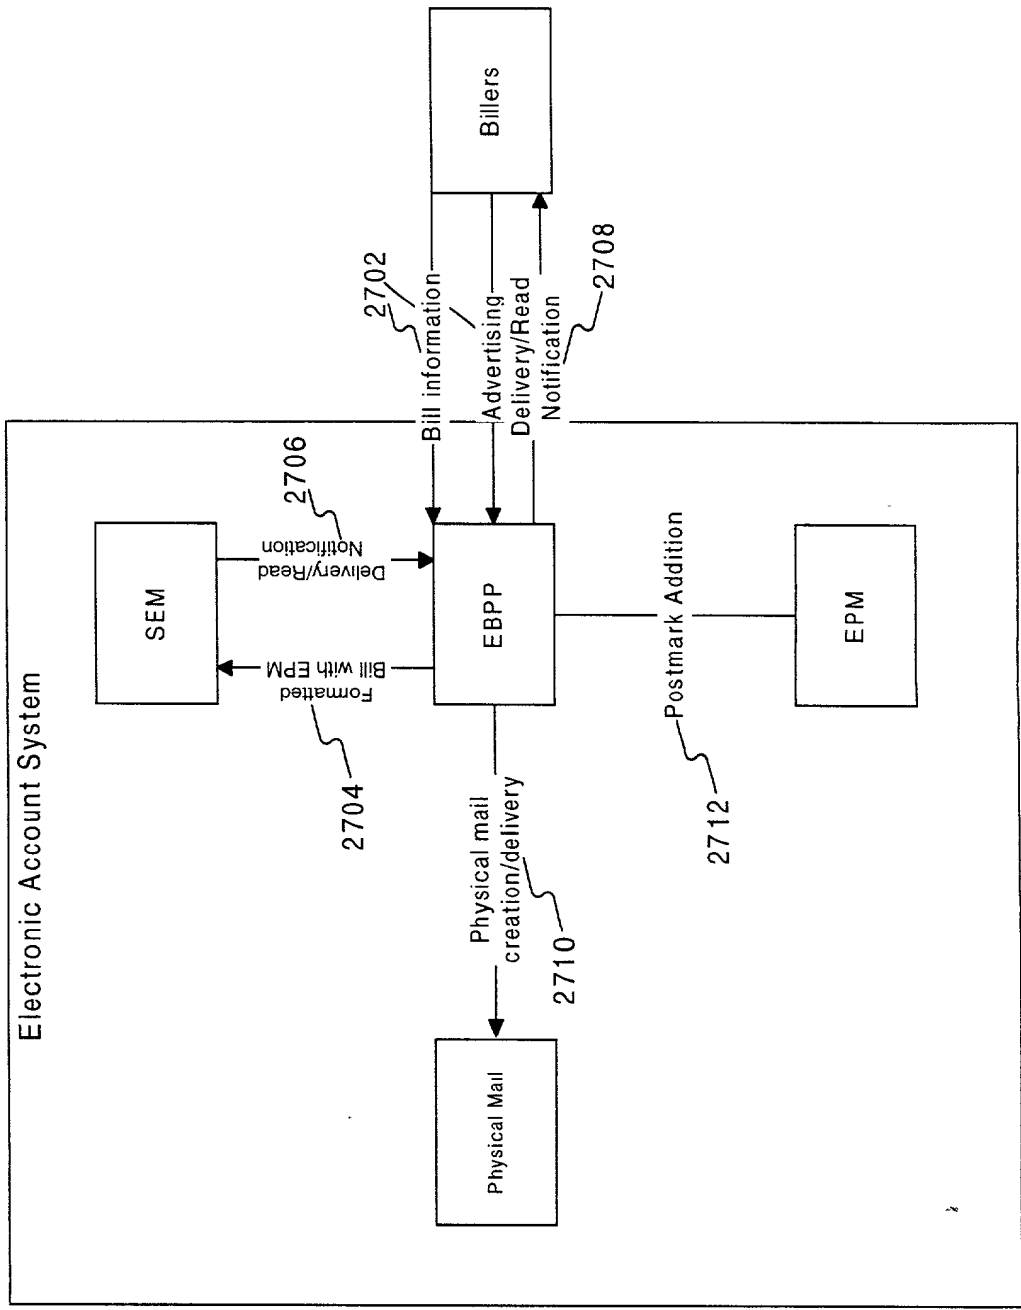 Electronic Account System
SEM
2704
Formatted
Bill with EPM
Delivery/Read
Notification
2706
2702
Bill information
Advertising
Delivery/Read
Notification
2708
Billers
Physical Mail
Physical mail
creation/delivery
2710
EBPP
2712
Postmark Addition
EPM